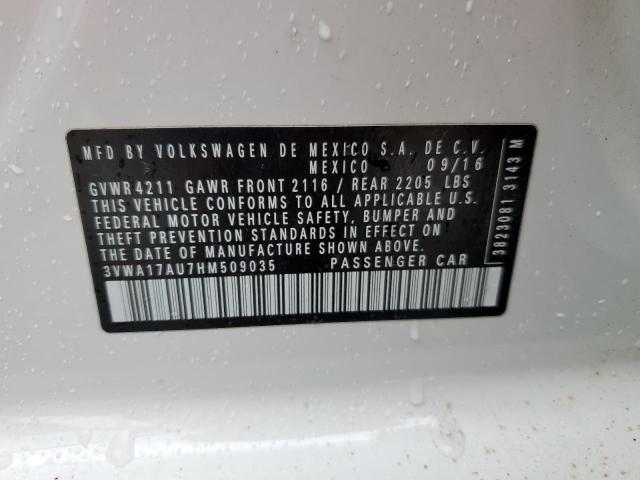 MFD BY VOLKSWAGEN DE MEXICO S.A. DE C.V.
MEXICO 09/16
GVWR 4211 GAWR FRONT 2116 / REAR 2205 LBS
THIS VEHICLE CONFORMS TO ALL APPLICABLE U.S.
FEDERAL MOTOR VEHICLE SAFETY, BUMPER AND
THEFT PREVENTION STANDARDS IN EFFECT ON
THE DATE OF MANUFACTURE SHOWN ABOVE.
3VWA17AU7HM509035 PASSENGER CAR
3823081 3143 M